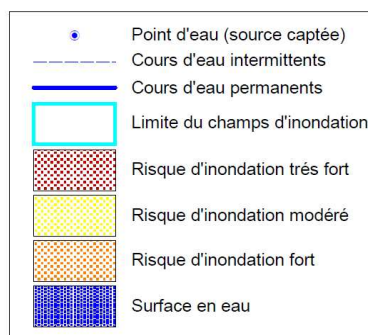 Point d'eau (source captée)
Cours d'eau intermittents
Cours d'eau permanents
Limite du champs d'inondation
Risque d'inondation trés fort
Risque d'inondation modéré
Risque d'inondation fort
Surface en eau